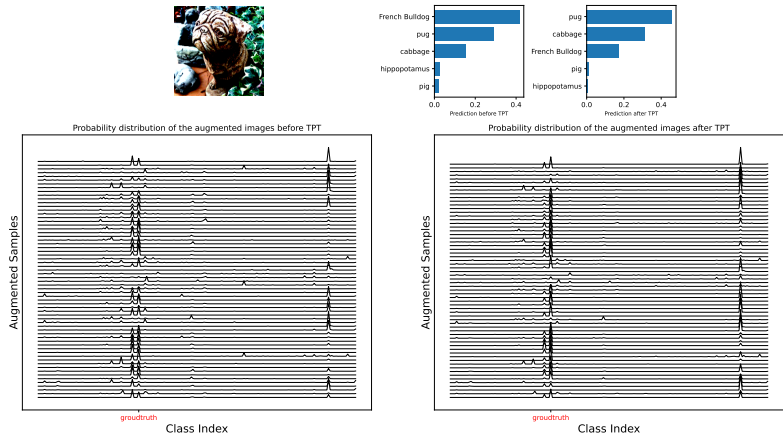 French Bulldog
pug
cabbage
hippopotamus
pig
0.0 0.2 0.4
Prediction before TPT
pug
cabbage
French Bulldog
pig
hippopotamus
0.0 0.2 0.4
Prediction after TPT
Probability distribution of the augmented images before TPT
Augmented Samples
groudtruth
Class Index
Probability distribution of the augmented images after TPT
Augmented Samples
groudtruth
Class Index